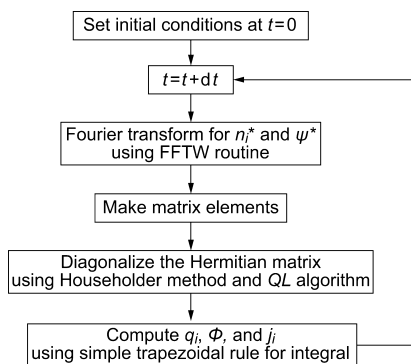 Set initial conditions at t=0
t=t+dt
Fourier transform for nᵢ* and ψ*
using FFTW routine
Make matrix elements
Diagonalize the Hermitian matrix
using Householder method and QL algorithm
Compute qᵢ, Φ, and jᵢ
using simple trapezoidal rule for integral